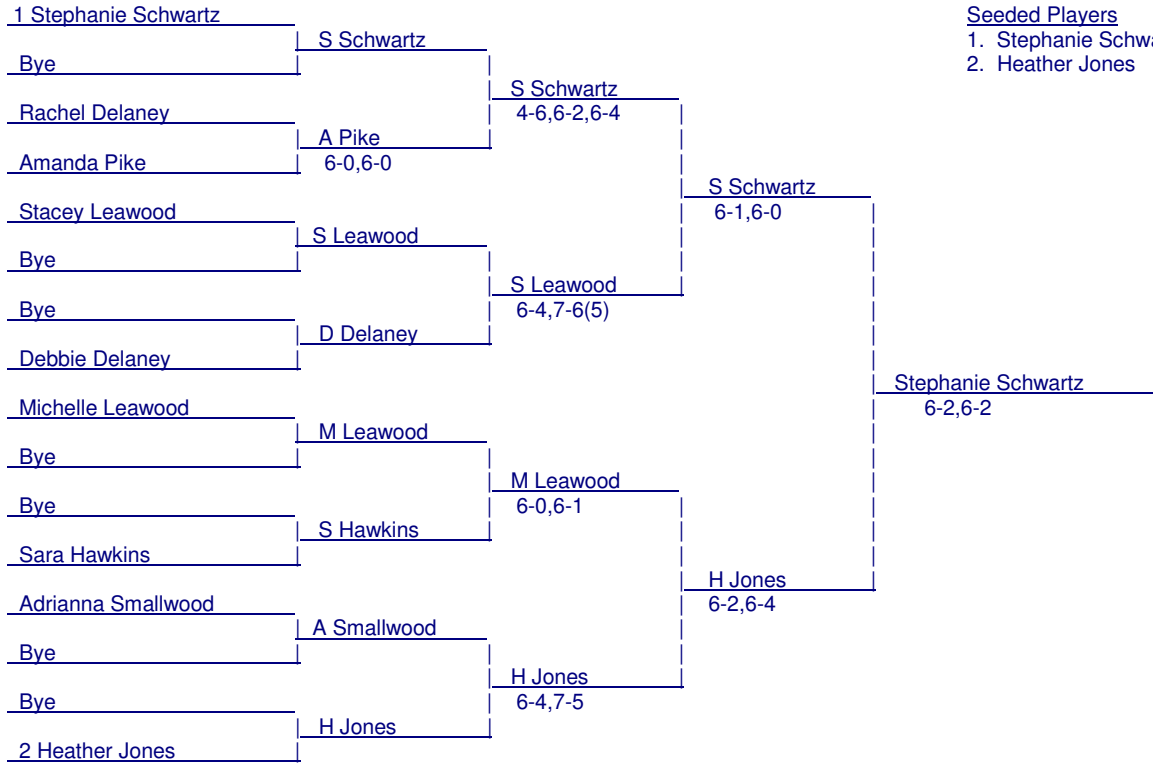 1 Stephanie Schwartz
Bye
Rachel Delaney
Amanda Pike
Stacey Leawood
Bye
Bye
Debbie Delaney
Michelle Leawood
Bye
Bye
Sara Hawkins
Adrianna Smallwood
Bye
Bye
2 Heather Jones
S Schwartz
A Pike
6-0,6-0
S Leawood
D Delaney
M Leawood
S Hawkins
A Smallwood
H Jones
S Schwartz
4-6,6-2,6-4
S Leawood
6-4,7-6(5)
M Leawood
6-0,6-1
H Jones
6-4,7-5
S Schwartz
6-1,6-0
H Jones
6-2,6-4
Stephanie Schwartz
6-2,6-2
Seeded Players
1. Stephanie Schwa
2. Heather Jones